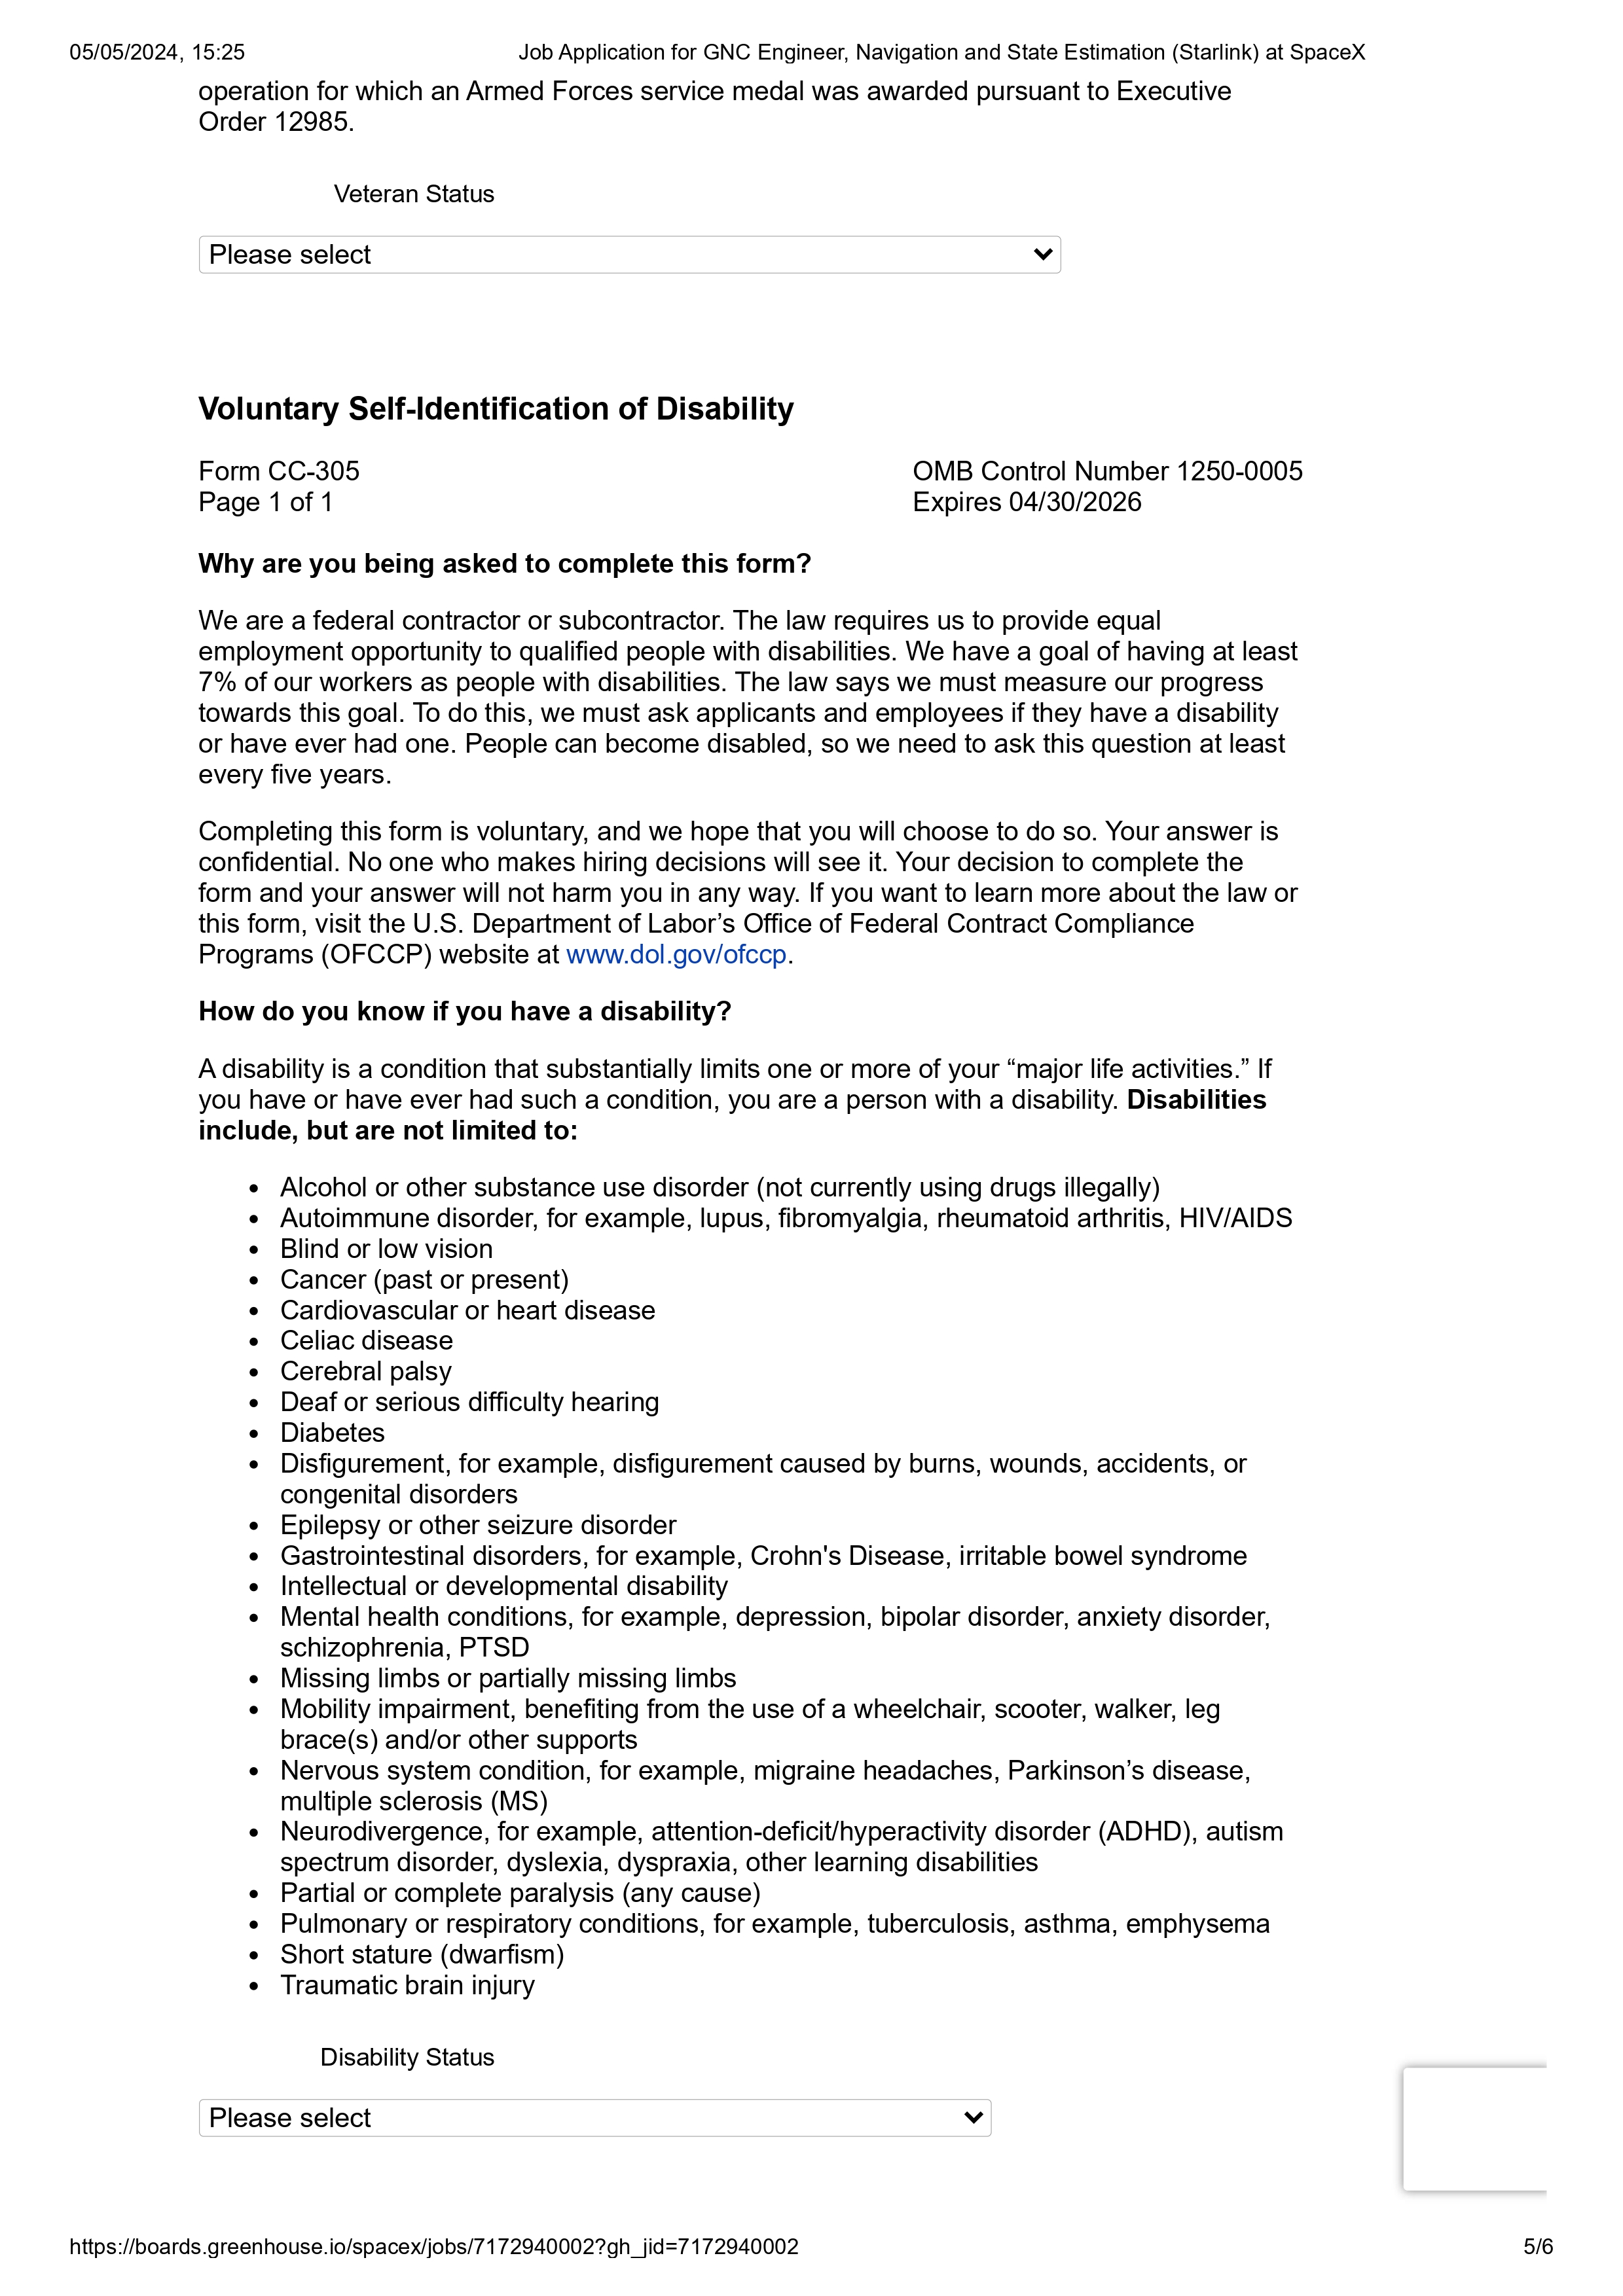 05/05/2024, 15:25
Job Application for GNC Engineer, Navigation and State Estimation (Starlink) at SpaceX
operation for which an Armed Forces service medal was awarded pursuant to Executive
Order 12985.
Veteran Status
Please select
Voluntary Self-Identification of Disability
Form CC-305
Page 1 of 1
OMB Control Number 1250-0005
Expires 04/30/2026
Why are you being asked to complete this form?
We are a federal contractor or subcontractor. The law requires us to provide equal
employment opportunity to qualified people with disabilities. We have a goal of having at least
7% of our workers as people with disabilities. The law says we must measure our progress
towards this goal. To do this, we must ask applicants and employees if they have a disability
or have ever had one. People can become disabled, so we need to ask this question at least
every five years.
Completing this form is voluntary, and we hope that you will choose to do so. Your answer is
confidential. No one who makes hiring decisions will see it. Your decision to complete the
form and your answer will not harm you in any way. If you want to learn more about the law or
this form, visit the U.S. Department of Labor’s Office of Federal Contract Compliance
Programs (OFCCP) website at www.dol.gov/ofccp.
How do you know if you have a disability?
A disability is a condition that substantially limits one or more of your “major life activities.” If
you have or have ever had such a condition, you are a person with a disability. Disabilities
include, but are not limited to:
• Alcohol or other substance use disorder (not currently using drugs illegally)
• Autoimmune disorder, for example, lupus, fibromyalgia, rheumatoid arthritis, HIV/AIDS
• Blind or low vision
• Cancer (past or present)
• Cardiovascular or heart disease
• Celiac disease
• Cerebral palsy
• Deaf or serious difficulty hearing
• Diabetes
• Disfigurement, for example, disfigurement caused by burns, wounds, accidents, or
congenital disorders
• Epilepsy or other seizure disorder
• Gastrointestinal disorders, for example, Crohn's Disease, irritable bowel syndrome
• Intellectual or developmental disability
• Mental health conditions, for example, depression, bipolar disorder, anxiety disorder,
schizophrenia, PTSD
• Missing limbs or partially missing limbs
• Mobility impairment, benefiting from the use of a wheelchair, scooter, walker, leg
brace(s) and/or other supports
• Nervous system condition, for example, migraine headaches, Parkinson’s disease,
multiple sclerosis (MS)
• Neurodivergence, for example, attention-deficit/hyperactivity disorder (ADHD), autism
spectrum disorder, dyslexia, dyspraxia, other learning disabilities
• Partial or complete paralysis (any cause)
• Pulmonary or respiratory conditions, for example, tuberculosis, asthma, emphysema
• Short stature (dwarfism)
• Traumatic brain injury
Disability Status
Please select
https://boards.greenhouse.io/spacex/jobs/7172940002?gh_jid=7172940002
5/6